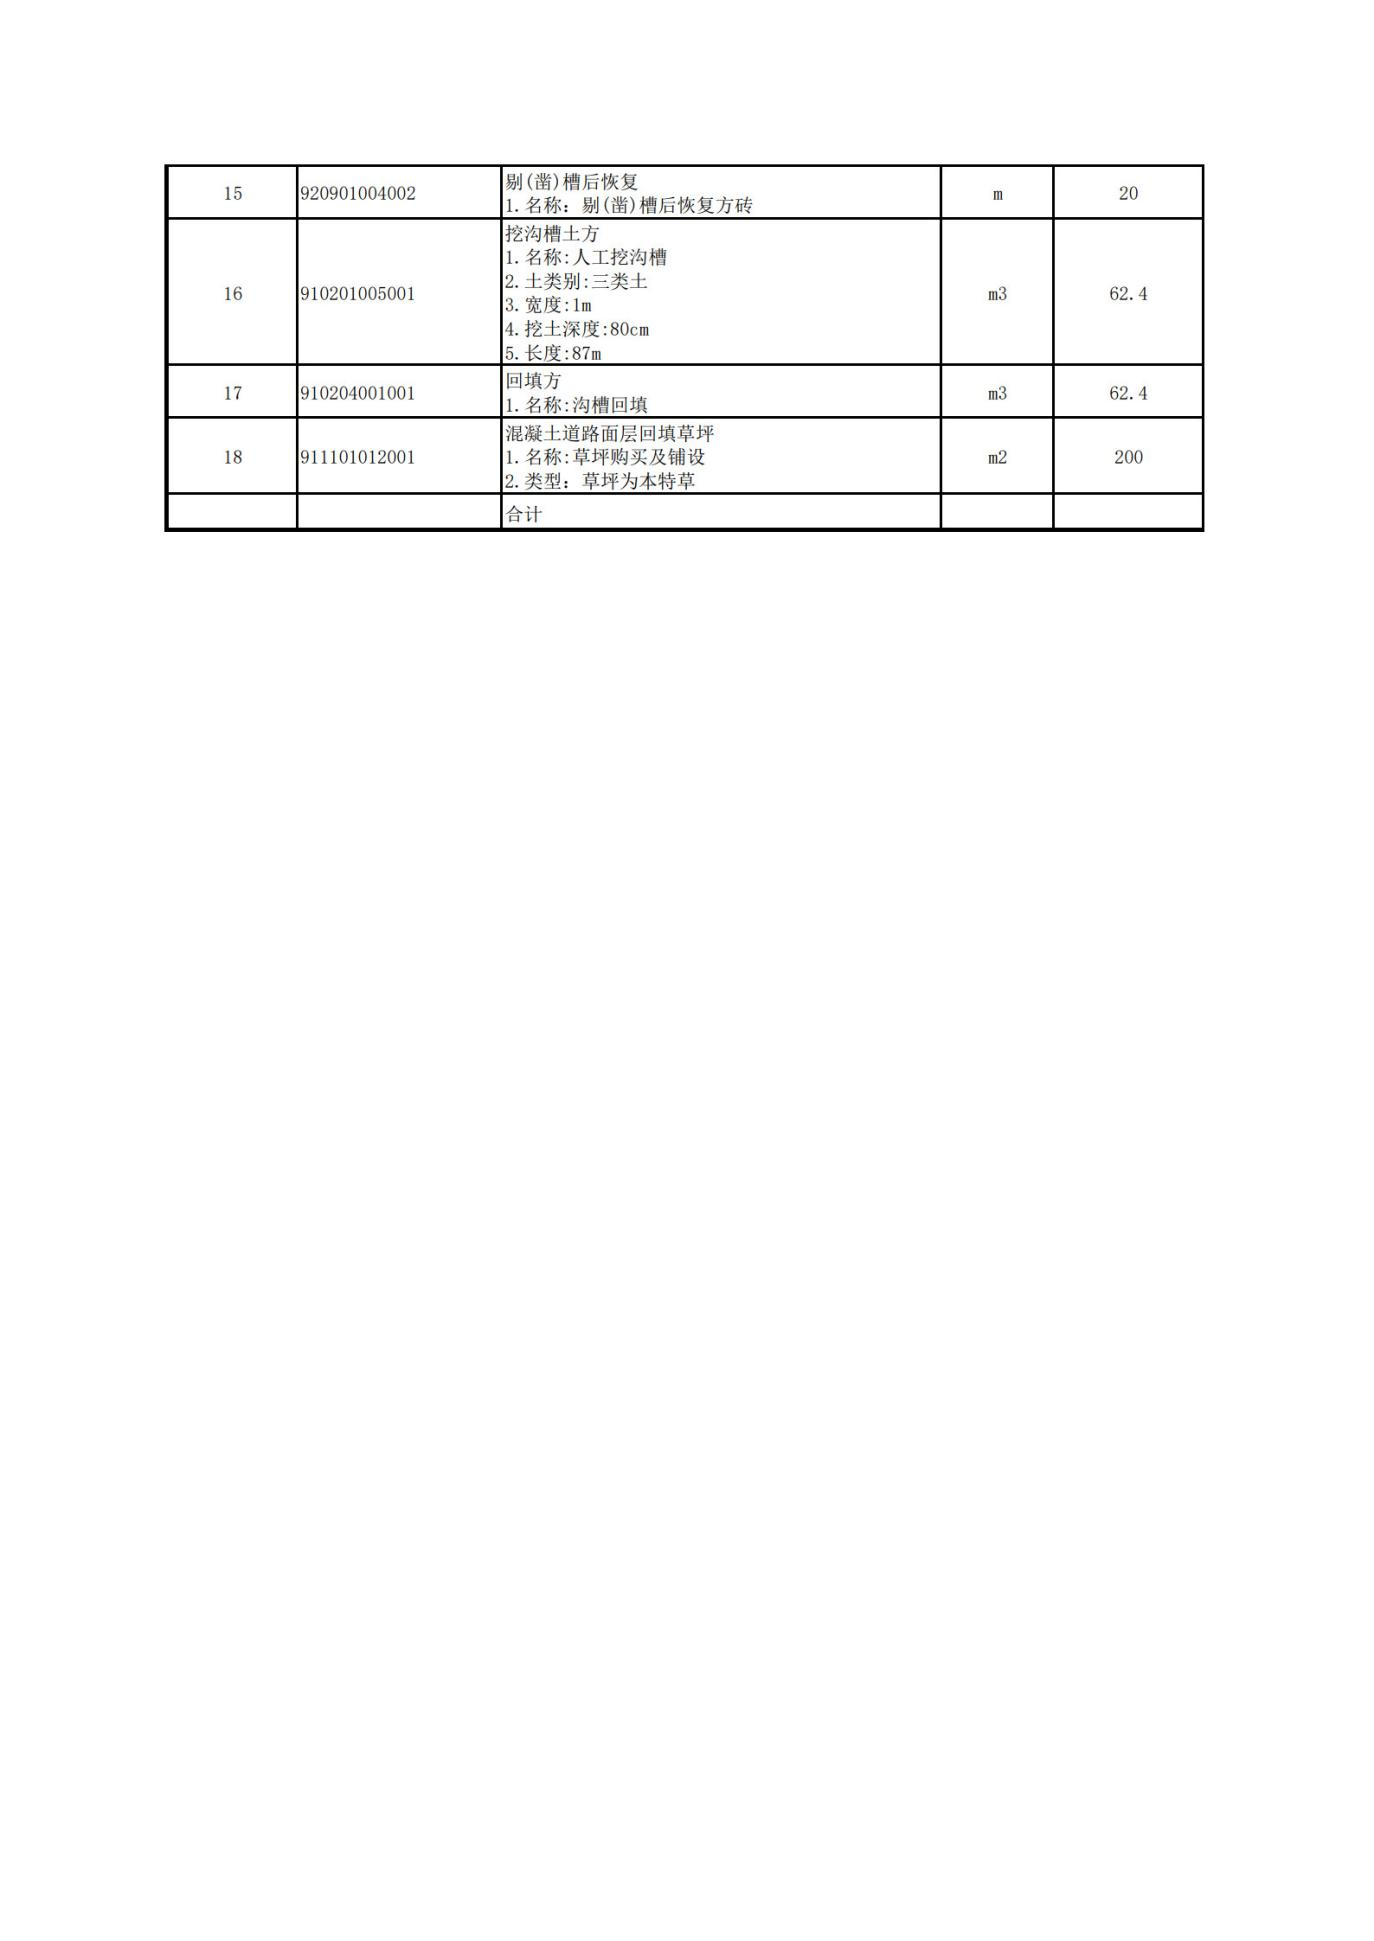 15
920901004002
剔(凿)槽后恢复
1.名称：剔(凿)槽后恢复方砖
m
20
16
910201005001
挖沟槽土方
1.名称:人工挖沟槽
2.土类别:三类土
3.宽度:1m
4.挖土深度:80cm
5.长度:87m
m3
62.4
17
910204001001
回填方
1.名称:沟槽回填
m3
62.4
18
911101012001
混凝土道路面层回填草坪
1.名称:草坪购买及铺设
2.类型：草坪为本特草
m2
200
合计